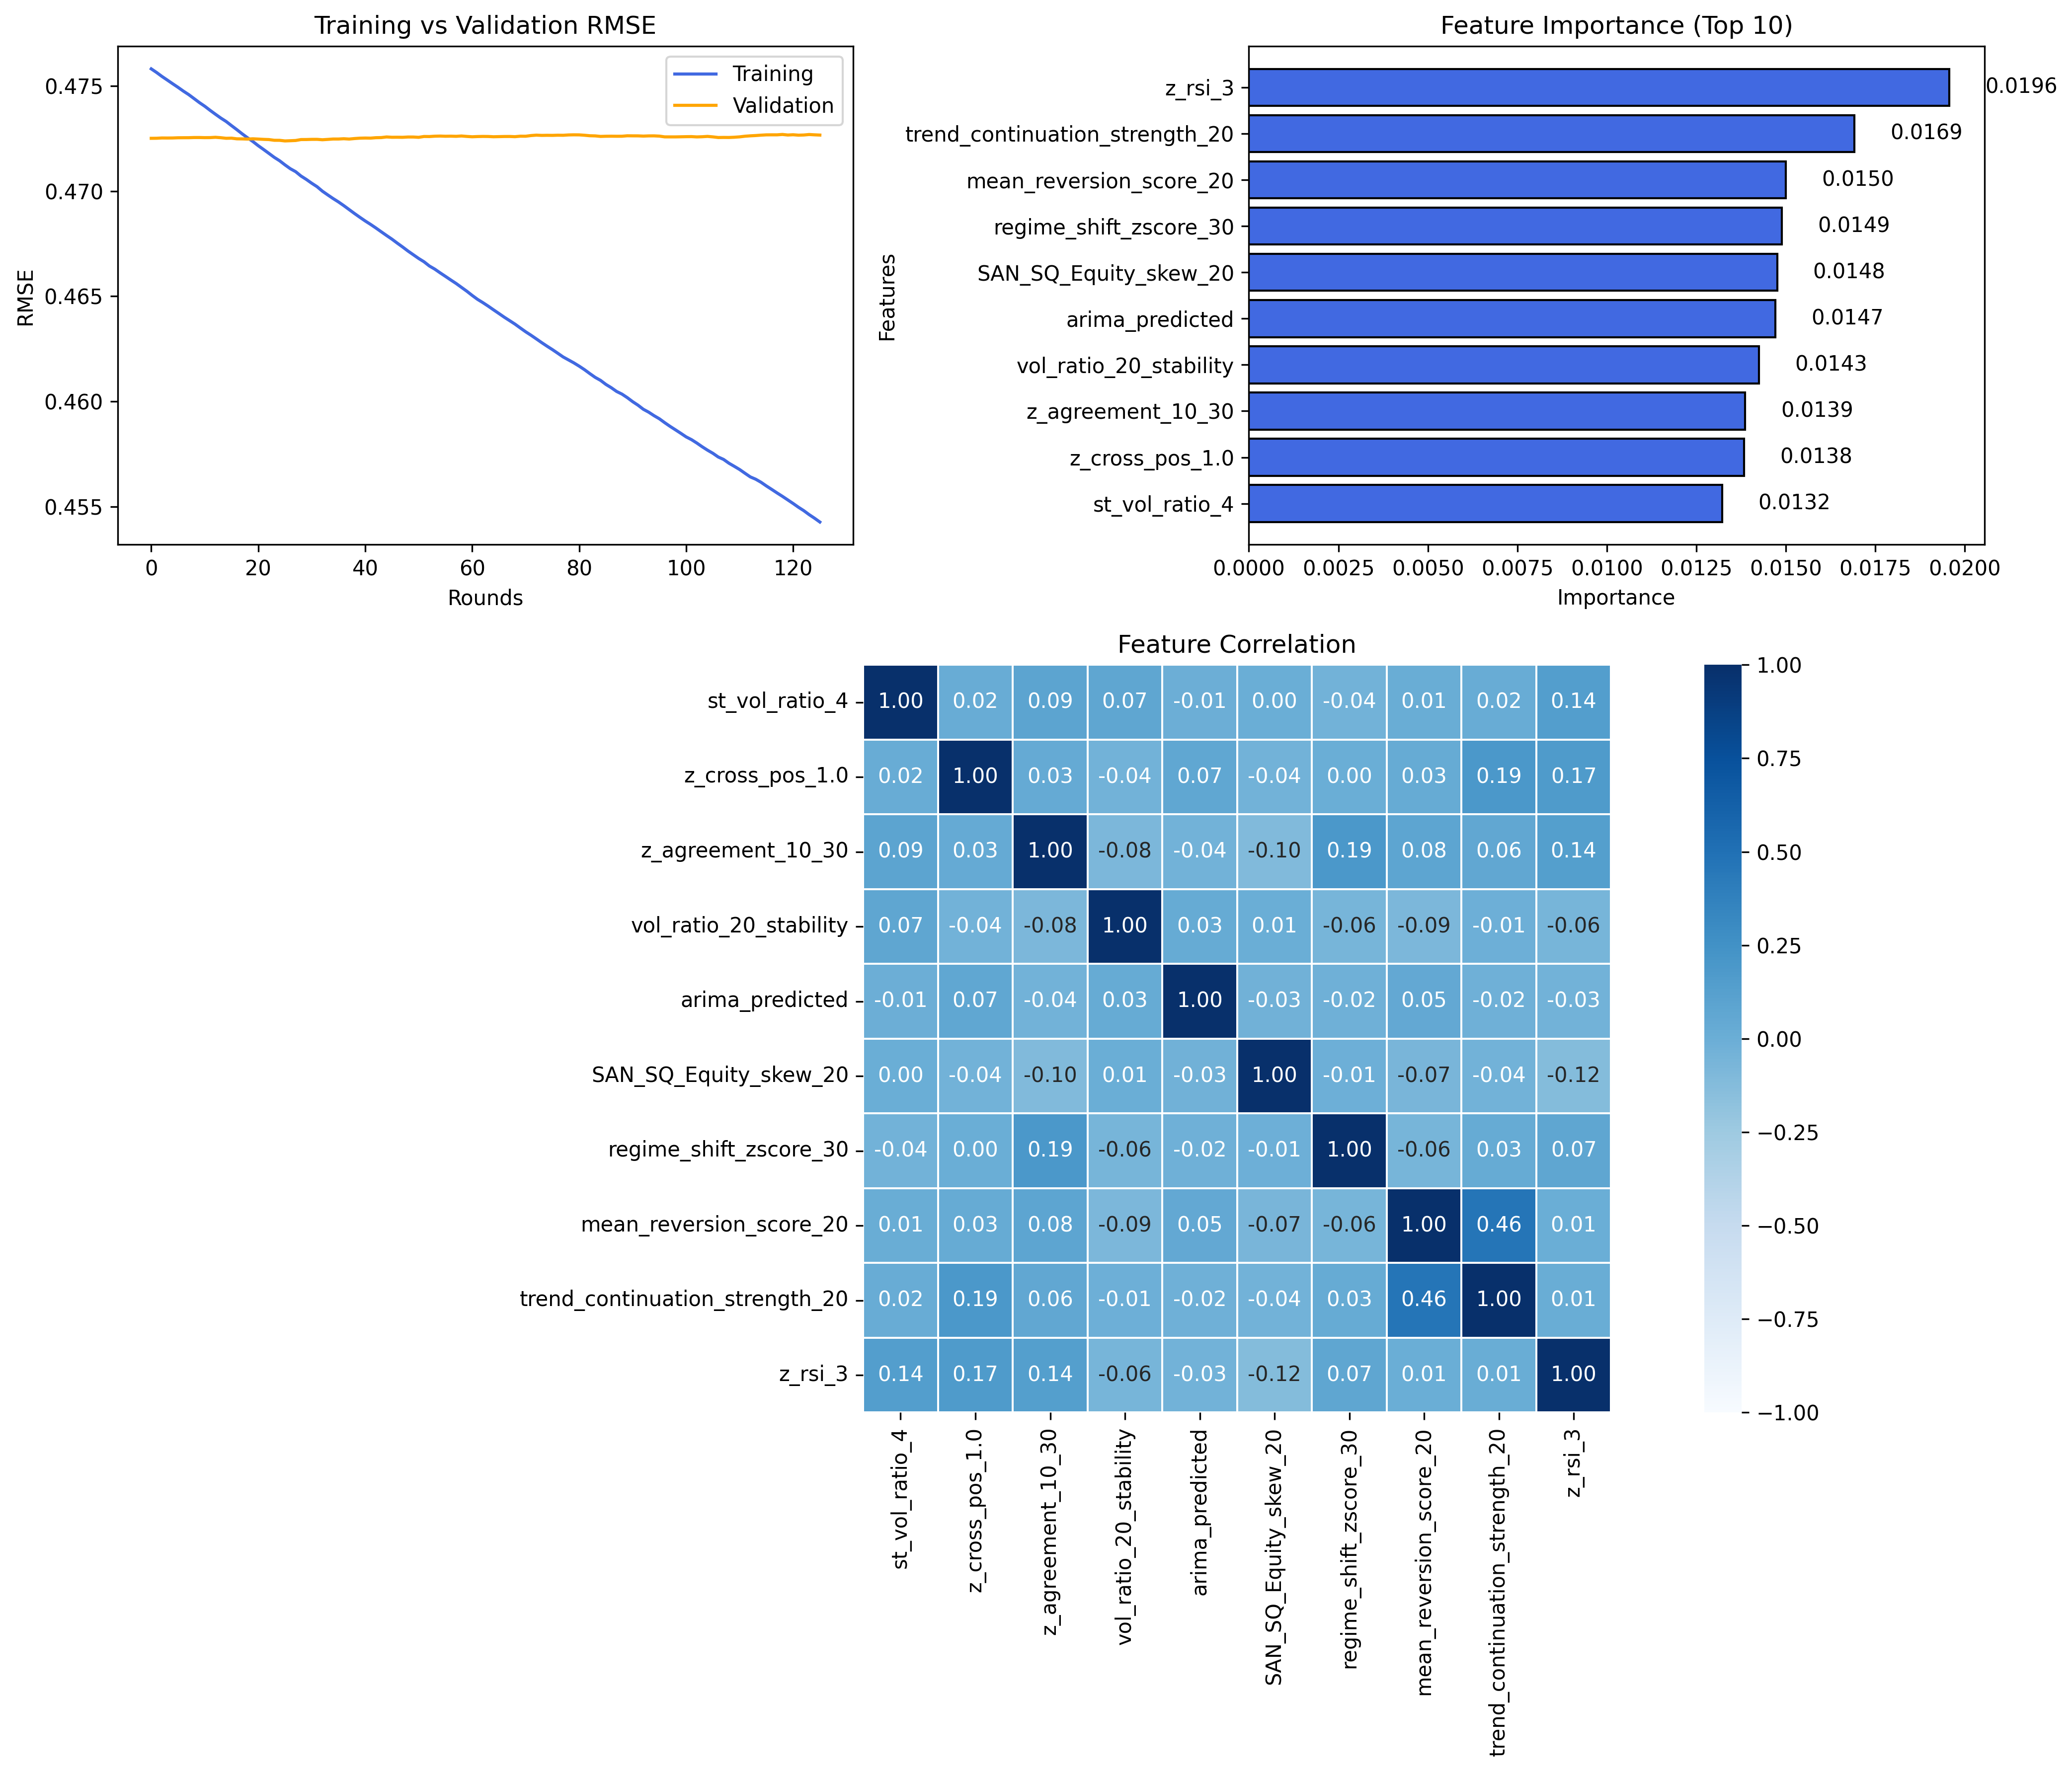 Training vs Validation RMSE
Training
Validation
RMSE
0.475
0.470
0.465
0.460
0.455
0 20 40 60 80 100 120
Rounds
Feature Importance (Top 10)
Features
z_rsi_3 0.0196
trend_continuation_strength_20 0.0169
mean_reversion_score_20 0.0150
regime_shift_zscore_30 0.0149
SAN_SQ_Equity_skew_20 0.0148
arima_predicted 0.0147
vol_ratio_20_stability 0.0143
z_agreement_10_30 0.0139
z_cross_pos_1.0 0.0138
st_vol_ratio_4 0.0132
0.0000 0.0025 0.0050 0.0075 0.0100 0.0125 0.0150 0.0175 0.0200
Importance
Feature Correlation
st_vol_ratio_4 1.00 0.02 0.09 0.07 -0.01 0.00 -0.04 0.01 0.02 0.14
z_cross_pos_1.0 0.02 1.00 0.03 -0.04 0.07 -0.04 0.00 0.03 0.19 0.17
z_agreement_10_30 0.09 0.03 1.00 -0.08 -0.04 -0.10 0.19 0.08 0.06 0.14
vol_ratio_20_stability 0.07 -0.04 -0.08 1.00 0.03 0.01 -0.06 -0.09 -0.01 -0.06
arima_predicted -0.01 0.07 -0.04 0.03 1.00 -0.03 -0.02 0.05 -0.02 -0.03
SAN_SQ_Equity_skew_20 0.00 -0.04 -0.10 0.01 -0.03 1.00 -0.01 -0.07 -0.04 -0.12
regime_shift_zscore_30 -0.04 0.00 0.19 -0.06 -0.02 -0.01 1.00 -0.06 0.03 0.07
mean_reversion_score_20 0.01 0.03 0.08 -0.09 0.05 -0.07 -0.06 1.00 0.46 0.01
trend_continuation_strength_20 0.02 0.19 0.06 -0.01 -0.02 -0.04 0.03 0.46 1.00 0.01
z_rsi_3 0.14 0.17 0.14 -0.06 -0.03 -0.12 0.07 0.01 0.01 1.00
st_vol_ratio_4
z_cross_pos_1.0
z_agreement_10_30
vol_ratio_20_stability
arima_predicted
SAN_SQ_Equity_skew_20
regime_shift_zscore_30
mean_reversion_score_20
trend_continuation_strength_20
z_rsi_3
1.00
0.75
0.50
0.25
0.00
−0.25
−0.50
−0.75
−1.00